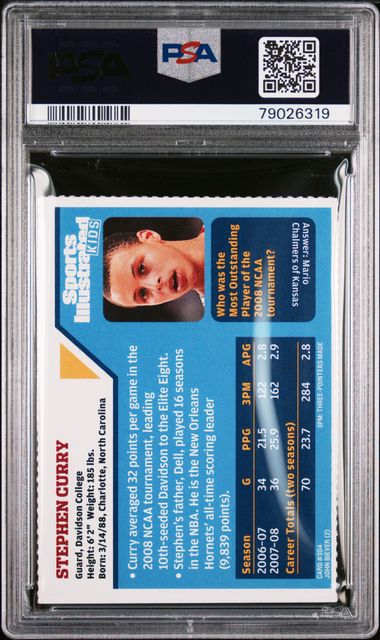 PSA
PSA
79026319
Sports
Illustrated
KIDS
STEPHEN CURRY
Guard, Davidson College
Height: 6'2" Weight: 185 lbs.
Born: 3/14/88, Charlotte, North Carolina
• Curry averaged 32 points per game in the
2008 NCAA tournament, leading
10th-seeded Davidson to the Elite Eight.
• Stephen's father, Dell, played 16 seasons
in the NBA. He is the New Orleans
Hornets' all-time scoring leader
(9,839 points).
Who was the
Most Outstanding
Player of the
2008 NCAA
tournament?
Answer: Mario
Chalmers of Kansas
Season G PPG 3PM APG
2006–07 34 21.5 122 2.8
2007–08 36 25.9 162 2.9
Career Totals (two seasons)
70 23.7 284 2.8
3PM: THREE-POINTERS MADE
CARD #304
JOHN BIEVER (2)
PSA